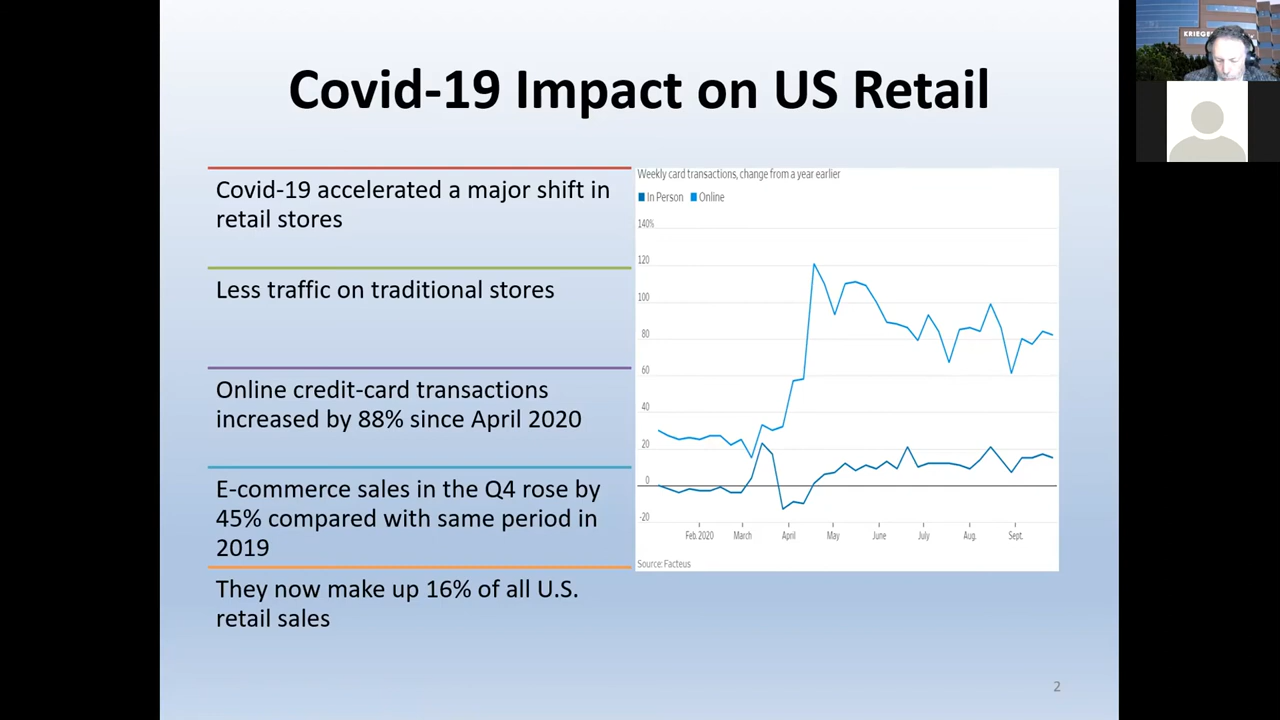 Covid-19 Impact on US Retail
Covid-19 accelerated a major shift in
retail stores
Less traffic on traditional stores
Online credit-card transactions
increased by 88% since April 2020
E-commerce sales in the Q4 rose by
45% compared with same period in
2019
They now make up 16% of all U.S.
retail sales
Weekly card transactions, change from a year earlier
In Person Online
140%
120
100
80
60
40
20
0
-20
Feb. 2020 March April May June July Aug. Sept.
Source: Facteus
2